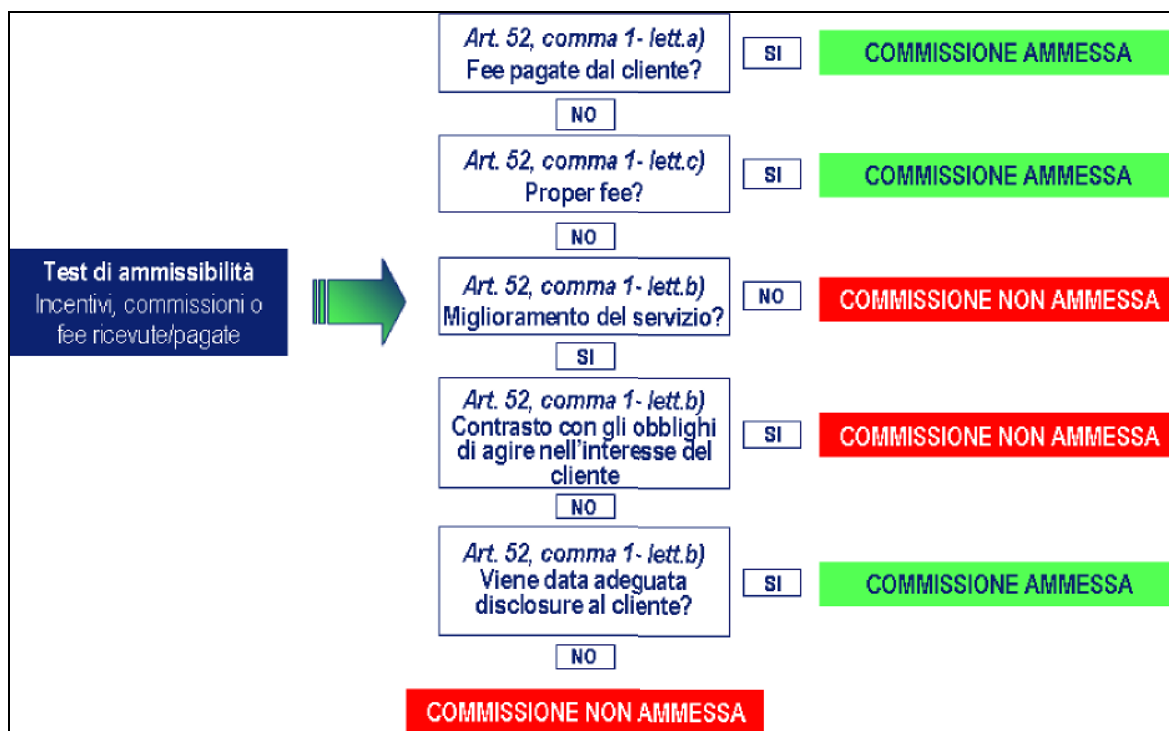 Art. 52, comma 1- lett.a)
Fee pagate dal cliente?
SI
COMMISSIONE AMMESSA
NO
Art. 52, comma 1- lett.c)
Proper fee?
SI
COMMISSIONE AMMESSA
NO
Test di ammissibilità
Incentivi, commissioni o
fee ricevute/pagate
Art. 52, comma 1- lett.b)
Miglioramento del servizio?
NO
COMMISSIONE NON AMMESSA
SI
Art. 52, comma 1- lett.b)
Contrasto con gli obblighi
di agire nell'interesse del
cliente
SI
COMMISSIONE NON AMMESSA
NO
Art. 52, comma 1- lett.b)
Viene data adeguata
disclosure al cliente?
SI
COMMISSIONE AMMESSA
NO
COMMISSIONE NON AMMESSA